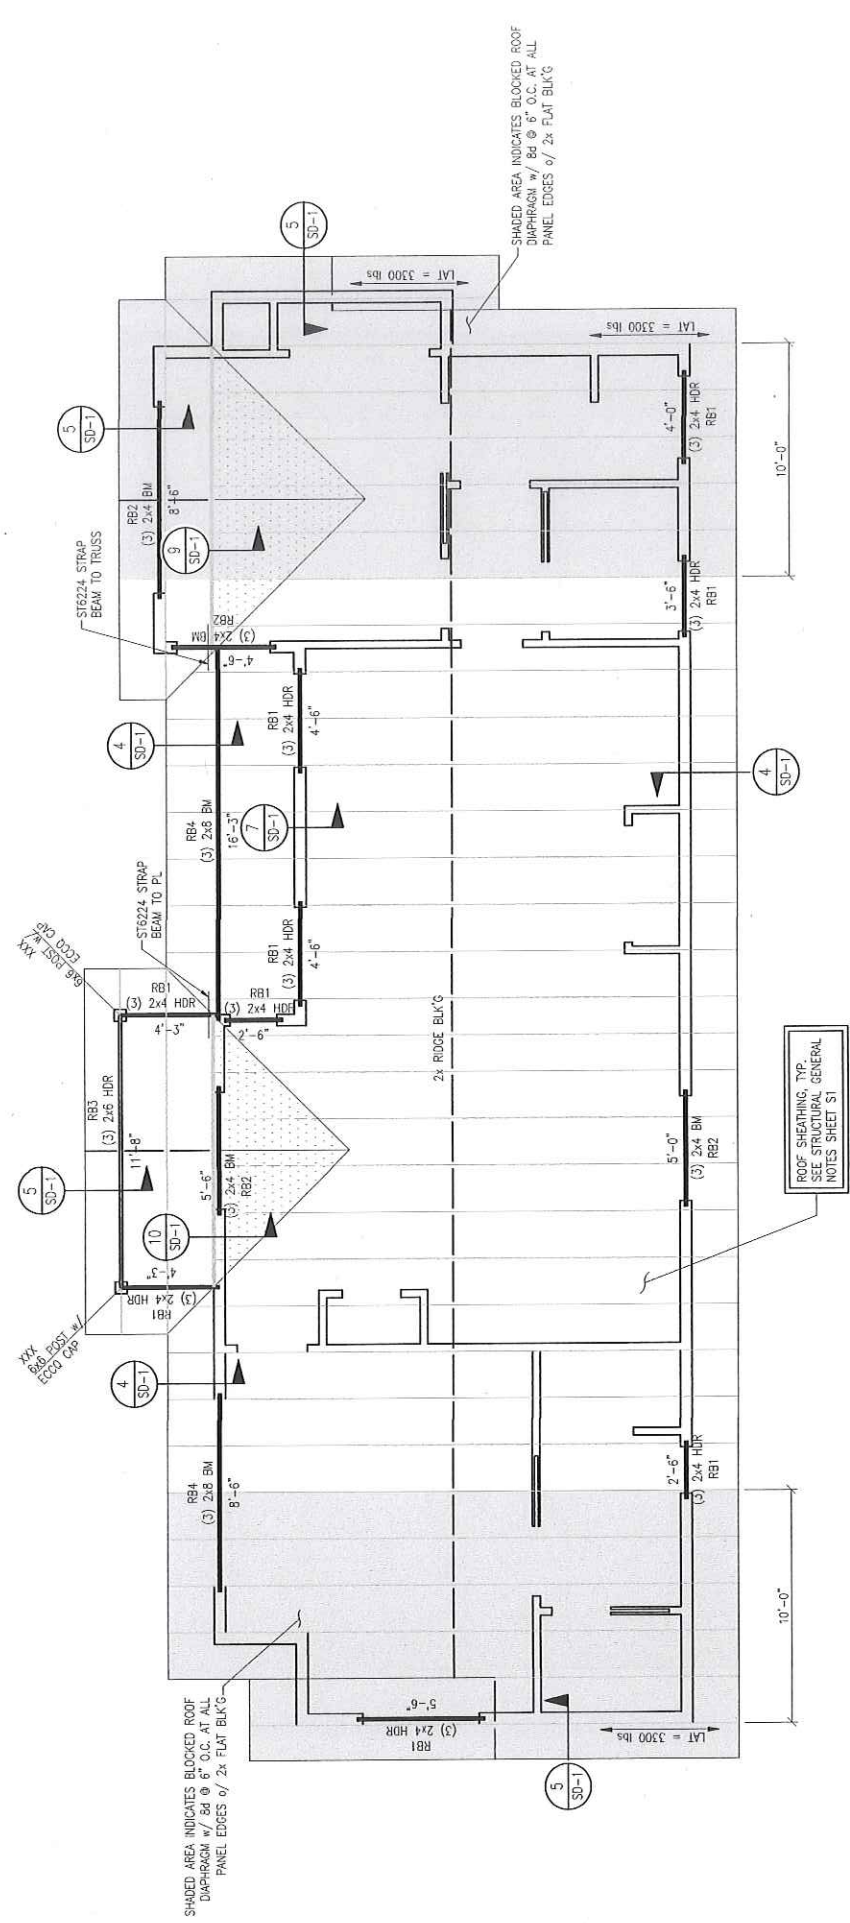 SHADED AREA INDICATES BLOCKED ROOF
DIAPHRAGM w/ 8d @ 6" O.C. AT ALL
PANEL EDGES o/ 2x FLAT BLK'G
5
SD-1
XXX
6x6 POST w/
ECCQ CAP
RB3
(3) 2x6 HDR
11'-8"
XXX
6x6 POST w/
ECCQ CAP
RB1
(3) 2x4 HDR
4'-3"
RB1
(3) 2x4 HDR
4'-3"
ST6224 STRAP
BEAM TO PL
ST6224 STRAP
BEAM TO TRUSS
5
SD-1
RB2
(3) 2x4 BM
8'-6"
4
SD-1
10
SD-1
4
SD-1
9
SD-1
RB4
(3) 2x8 BM
8'-6"
5'-6"
(3) 2x4 BM
RB2
RB1
(3) 2x4 HDR
2'-6"
RB4
(3) 2x8 BM
16'-3"
RB2
(3) 2x4 BM
4'-6"
7
SD-1
RB1
(3) 2x4 HDR
4'-6"
RB1
(3) 2x4 HDR
4'-6"
5
SD-1
LAT = 3300 lbs
SHADED AREA INDICATES BLOCKED ROOF
DIAPHRAGM w/ 8d @ 6" O.C. AT ALL
PANEL EDGES o/ 2x FLAT BLK'G
RB1
(3) 2x4 HDR
5'-6"
2x RIDGE BLK'G
5
SD-1
LAT = 3300 lbs
LAT = 3300 lbs
2'-6"
(3) 2x4 HDR
RB1
5'-0"
(3) 2x4 BM
RB2
4
SD-1
3'-6"
(3) 2x4 HDR
RB1
4'-0"
(3) 2x4 HDR
RB1
10'-0"
10'-0"
ROOF SHEATHING, TYP.
SEE STRUCTURAL GENERAL
NOTES SHEET S1